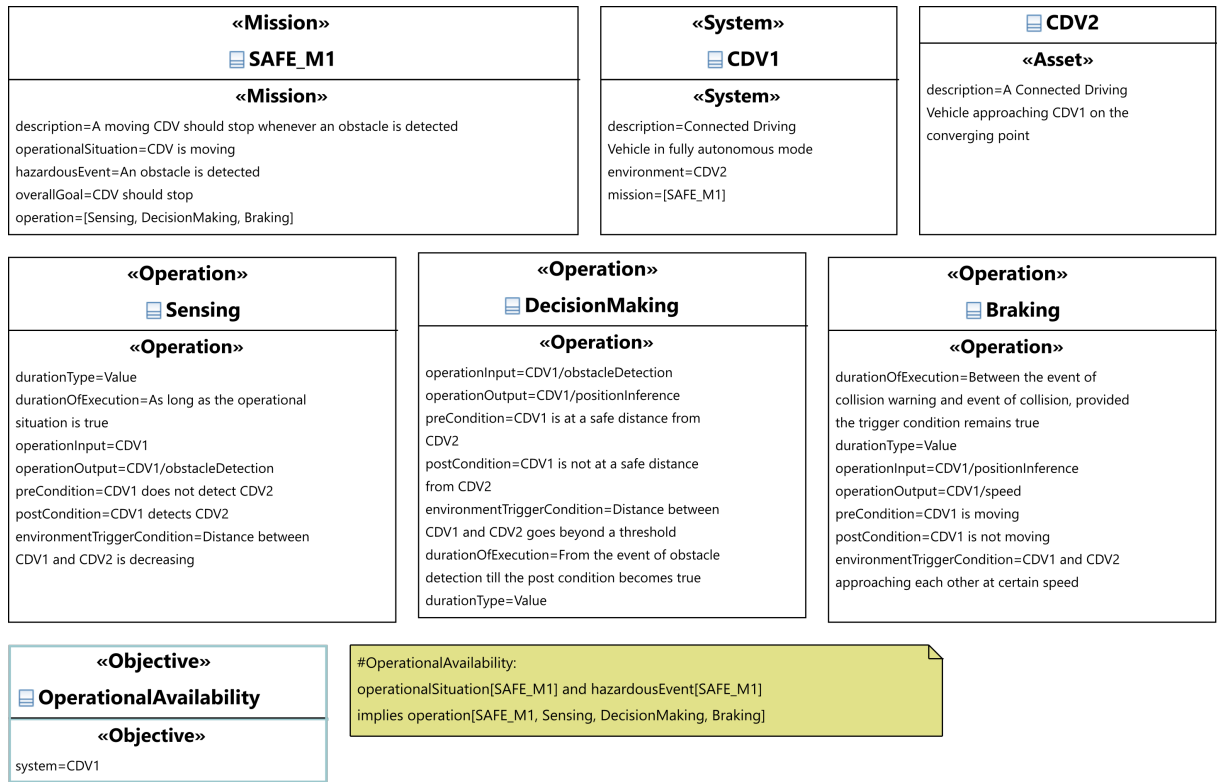 «Mission»
SAFE_M1
«Mission»
description=A moving CDV should stop whenever an obstacle is detected
operationalSituation=CDV is moving
hazardousEvent=An obstacle is detected
overallGoal=CDV should stop
operation=[Sensing, DecisionMaking, Braking]
«System»
CDV1
«System»
description=Connected Driving
Vehicle in fully autonomous mode
environment=CDV2
mission=[SAFE_M1]
CDV2
«Asset»
description=A Connected Driving
Vehicle approaching CDV1 on the
converging point
«Operation»
Sensing
«Operation»
durationType=Value
durationOfExecution=As long as the operational
situation is true
operationInput=CDV1
operationOutput=CDV1/obstacleDetection
preCondition=CDV1 does not detect CDV2
postCondition=CDV1 detects CDV2
environmentTriggerCondition=Distance between
CDV1 and CDV2 is decreasing
«Operation»
DecisionMaking
«Operation»
operationInput=CDV1/obstacleDetection
operationOutput=CDV1/positionInference
preCondition=CDV1 is at a safe distance from
CDV2
postCondition=CDV1 is not at a safe distance
from CDV2
environmentTriggerCondition=Distance between
CDV1 and CDV2 goes beyond a threshold
durationOfExecution=From the event of obstacle
detection till the post condition becomes true
durationType=Value
«Operation»
Braking
«Operation»
durationOfExecution=Between the event of
collision warning and event of collision, provided
the trigger condition remains true
durationType=Value
operationInput=CDV1/positionInference
operationOutput=CDV1/speed
preCondition=CDV1 is moving
postCondition=CDV1 is not moving
environmentTriggerCondition=CDV1 and CDV2
approaching each other at certain speed
«Objective»
OperationalAvailability
«Objective»
system=CDV1
#OperationalAvailability:
operationalSituation[SAFE_M1] and hazardousEvent[SAFE_M1]
implies operation[SAFE_M1, Sensing, DecisionMaking, Braking]